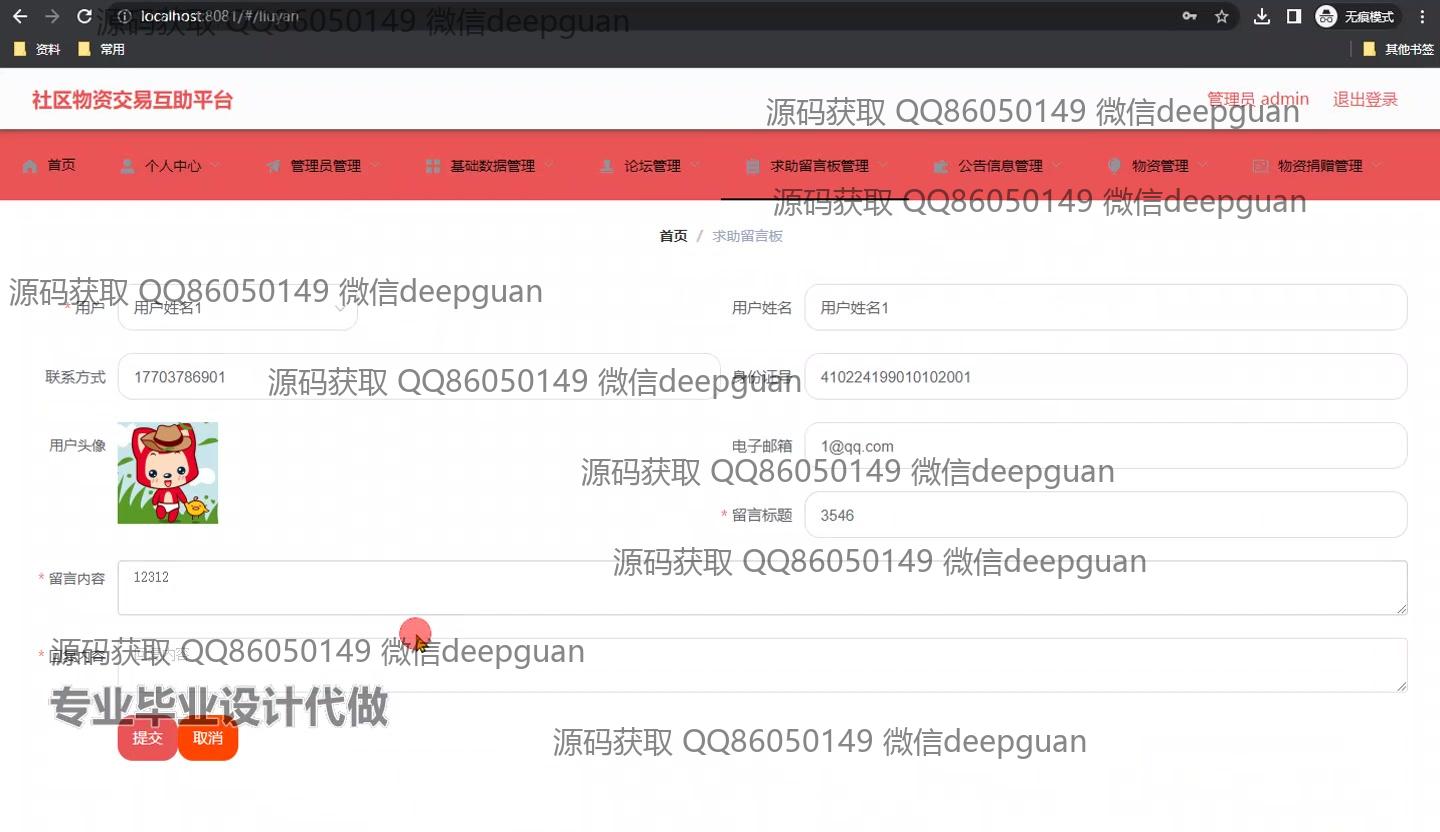 localhost:8081/#/liuyan
源码获取 QQ86050149 微信deepguan
无痕模式
资料
常用
其他书签
社区物资交易互助平台
管理员 admin
退出登录
源码获取 QQ86050149 微信deepguan
首页
个人中心
管理员管理
基础数据管理
论坛管理
求助留言板管理
公告信息管理
物资管理
物资捐赠管理
源码获取 QQ86050149 微信deepguan
首页 / 求助留言板
源码获取 QQ86050149 微信deepguan
* 用户
用户姓名1
用户姓名
用户姓名1
联系方式
17703786901
源码获取 QQ86050149 微信deepguan
身份证号
410224199010102001
用户头像
电子邮箱
1@qq.com
源码获取 QQ86050149 微信deepguan
* 留言标题
3546
源码获取 QQ86050149 微信deepguan
* 留言内容
12312
源码获取 QQ86050149 微信deepguan
* 回复内容
回复内容
专业毕业设计代做
提交
取消
源码获取 QQ86050149 微信deepguan